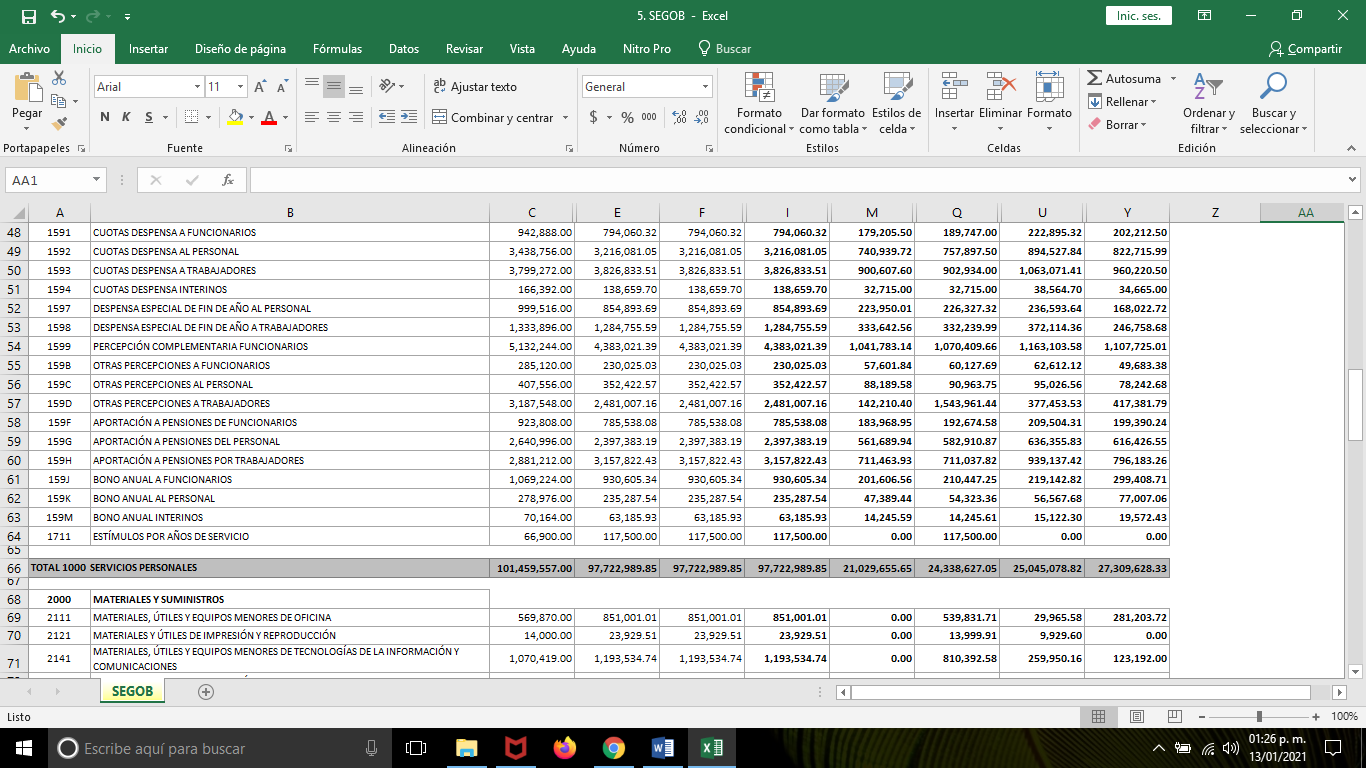 5. SEGOB - Excel
Inic. ses.
Archivo Inicio Insertar Diseño de página Fórmulas Datos Revisar Vista Ayuda Nitro Pro Buscar Compartir
Pegar
Portapapeles
Arial 11
N K S
Fuente
Ajustar texto
Combinar y centrar
Alineación
General
$ % 000
Número
Formato condicional
Dar formato como tabla
Estilos de celda
Estilos
Insertar Eliminar Formato
Celdas
Autosuma
Rellenar
Borrar
Ordenar y filtrar
Buscar y seleccionar
Edición
AA1 fx
A B C E F I M Q U Y Z AA
48 1591 CUOTAS DESPENSA A FUNCIONARIOS 942,888.00 794,060.32 794,060.32 794,060.32 179,205.50 189,747.00 222,895.32 202,212.50
49 1592 CUOTAS DESPENSA AL PERSONAL 3,438,756.00 3,216,081.05 3,216,081.05 3,216,081.05 740,939.72 757,897.50 894,527.84 822,715.99
50 1593 CUOTAS DESPENSA A TRABAJADORES 3,799,272.00 3,826,833.51 3,826,833.51 3,826,833.51 900,607.60 902,934.00 1,063,071.41 960,220.50
51 1594 CUOTAS DESPENSA INTERINOS 166,392.00 138,659.70 138,659.70 138,659.70 32,715.00 32,715.00 38,564.70 34,665.00
52 1597 DESPENSA ESPECIAL DE FIN DE AÑO AL PERSONAL 999,516.00 854,893.69 854,893.69 854,893.69 223,950.01 226,327.32 236,593.64 168,022.72
53 1598 DESPENSA ESPECIAL DE FIN DE AÑO A TRABAJADORES 1,333,896.00 1,284,755.59 1,284,755.59 1,284,755.59 333,642.56 332,239.99 372,114.36 246,758.68
54 1599 PERCEPCIÓN COMPLEMENTARIA FUNCIONARIOS 5,132,244.00 4,383,021.39 4,383,021.39 4,383,021.39 1,041,783.14 1,070,409.66 1,163,103.58 1,107,725.01
55 159B OTRAS PERCEPCIONES A FUNCIONARIOS 285,120.00 230,025.03 230,025.03 230,025.03 57,601.84 60,127.69 62,612.12 49,683.38
56 159C OTRAS PERCEPCIONES AL PERSONAL 407,556.00 352,422.57 352,422.57 352,422.57 88,189.58 90,963.75 95,026.56 78,242.68
57 159D OTRAS PERCEPCIONES A TRABAJADORES 3,187,548.00 2,481,007.16 2,481,007.16 2,481,007.16 142,210.40 1,543,961.44 377,453.53 417,381.79
58 159F APORTACIÓN A PENSIONES DE FUNCIONARIOS 923,808.00 785,538.08 785,538.08 785,538.08 183,968.95 192,674.58 209,504.31 199,390.24
59 159G APORTACIÓN A PENSIONES DEL PERSONAL 2,640,996.00 2,397,383.19 2,397,383.19 2,397,383.19 561,689.94 582,910.87 636,355.83 616,426.55
60 159H APORTACIÓN A PENSIONES POR TRABAJADORES 2,881,212.00 3,157,822.43 3,157,822.43 3,157,822.43 711,463.93 711,037.82 939,137.42 796,183.26
61 159J BONO ANUAL A FUNCIONARIOS 1,069,224.00 930,605.34 930,605.34 930,605.34 201,606.56 210,447.25 219,142.82 299,408.71
62 159K BONO ANUAL AL PERSONAL 278,976.00 235,287.54 235,287.54 235,287.54 47,389.44 54,323.36 56,567.68 77,007.06
63 159M BONO ANUAL INTERINOS 70,164.00 63,185.93 63,185.93 63,185.93 14,245.59 14,245.61 15,122.30 19,572.43
64 1711 ESTÍMULOS POR AÑOS DE SERVICIO 66,900.00 117,500.00 117,500.00 117,500.00 0.00 117,500.00 0.00 0.00
65
66 TOTAL 1000 SERVICIOS PERSONALES 101,459,557.00 97,722,989.85 97,722,989.85 97,722,989.85 21,029,655.65 24,338,627.05 25,045,078.82 27,309,628.33
67
68 2000 MATERIALES Y SUMINISTROS
69 2111 MATERIALES, ÚTILES Y EQUIPOS MENORES DE OFICINA 569,870.00 851,001.01 851,001.01 851,001.01 0.00 539,831.71 29,965.58 281,203.72
70 2121 MATERIALES Y ÚTILES DE IMPRESIÓN Y REPRODUCCIÓN 14,000.00 23,929.51 23,929.51 23,929.51 0.00 13,999.91 9,929.60 0.00
71 2141 MATERIALES, ÚTILES Y EQUIPOS MENORES DE TECNOLOGÍAS DE LA INFORMACIÓN Y COMUNICACIONES 1,070,419.00 1,193,534.74 1,193,534.74 1,193,534.74 0.00 810,392.58 259,950.16 123,192.00
SEGOB
Listo 100%
Escribe aquí para buscar
01:26 p. m.
13/01/2021